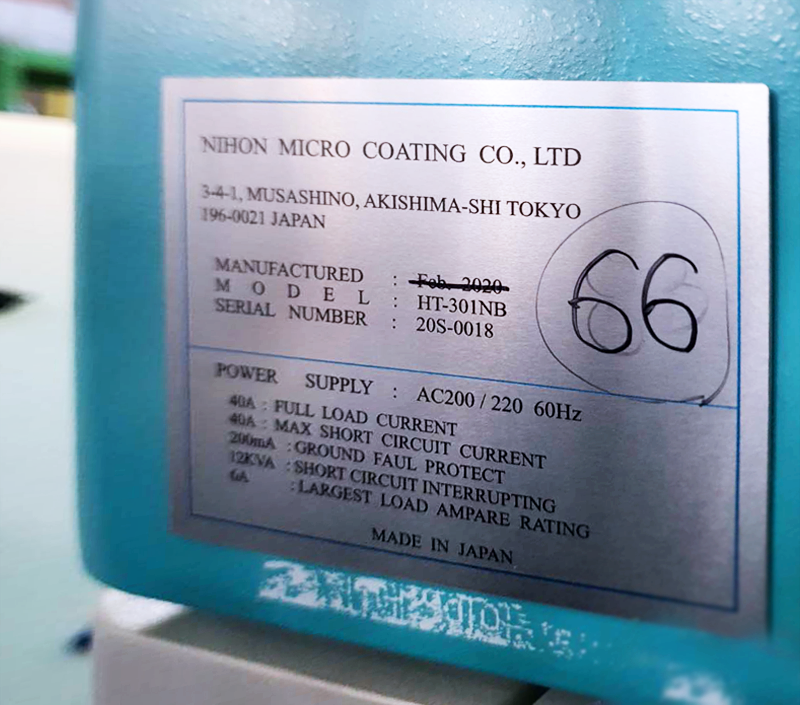 NIHON MICRO COATING CO., LTD
3-4-1, MUSASHINO, AKISHIMA-SHI TOKYO
196-0021 JAPAN
MANUFACTURED : Feb. 2020
MODEL : HT-301NB
SERIAL NUMBER : 20S-0018
66
POWER SUPPLY : AC200 / 220 60Hz
40A : FULL LOAD CURRENT
40A : MAX SHORT CIRCUIT CURRENT
200mA : GROUND FAUL PROTECT
12KVA : SHORT CIRCUIT INTERRUPTING
6A : LARGEST LOAD AMPARE RATING
MADE IN JAPAN